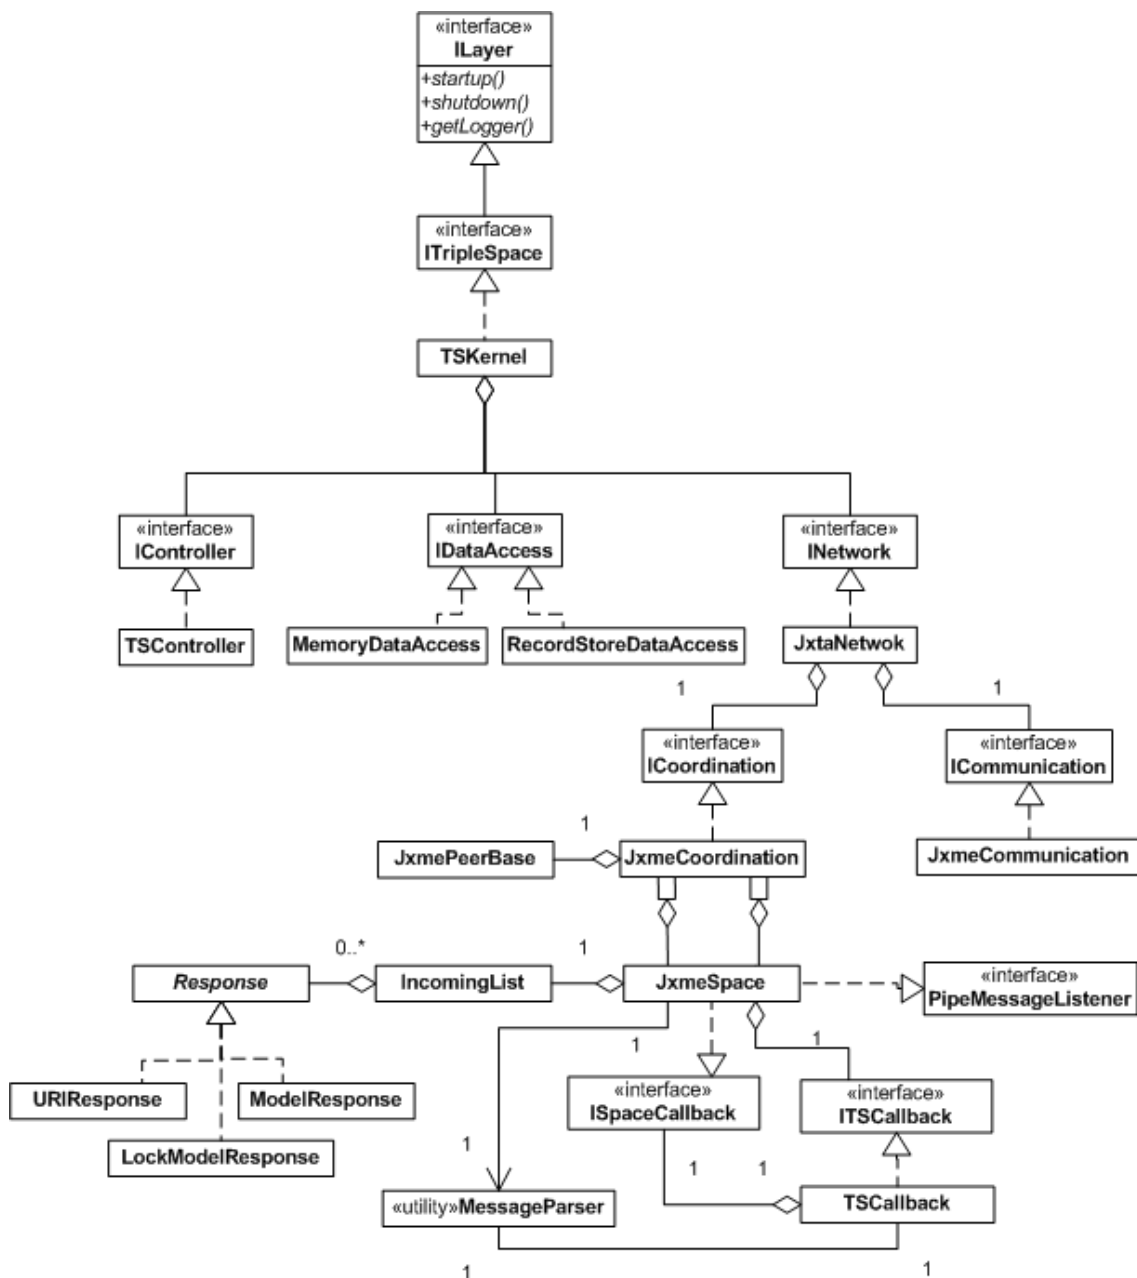 «interface»
ILayer
+startup()
+shutdown()
+getLogger()
«interface»
ITripleSpace
TSKernel
«interface»
IController
«interface»
IDataAccess
«interface»
INetwork
TSController
MemoryDataAccess
RecordStoreDataAccess
JxtaNetwok
1
1
«interface»
ICoordination
«interface»
ICommunication
1
JxmePeerBase
JxmeCoordination
JxmeCommunication
0..*
1
Response
IncomingList
JxmeSpace
«interface»
PipeMessageListener
1
1
URIResponse
ModelResponse
«interface»
ISpaceCallback
«interface»
ITSCallback
LockModelResponse
1
1
1
«utility»MessageParser
TSCallback
1
1